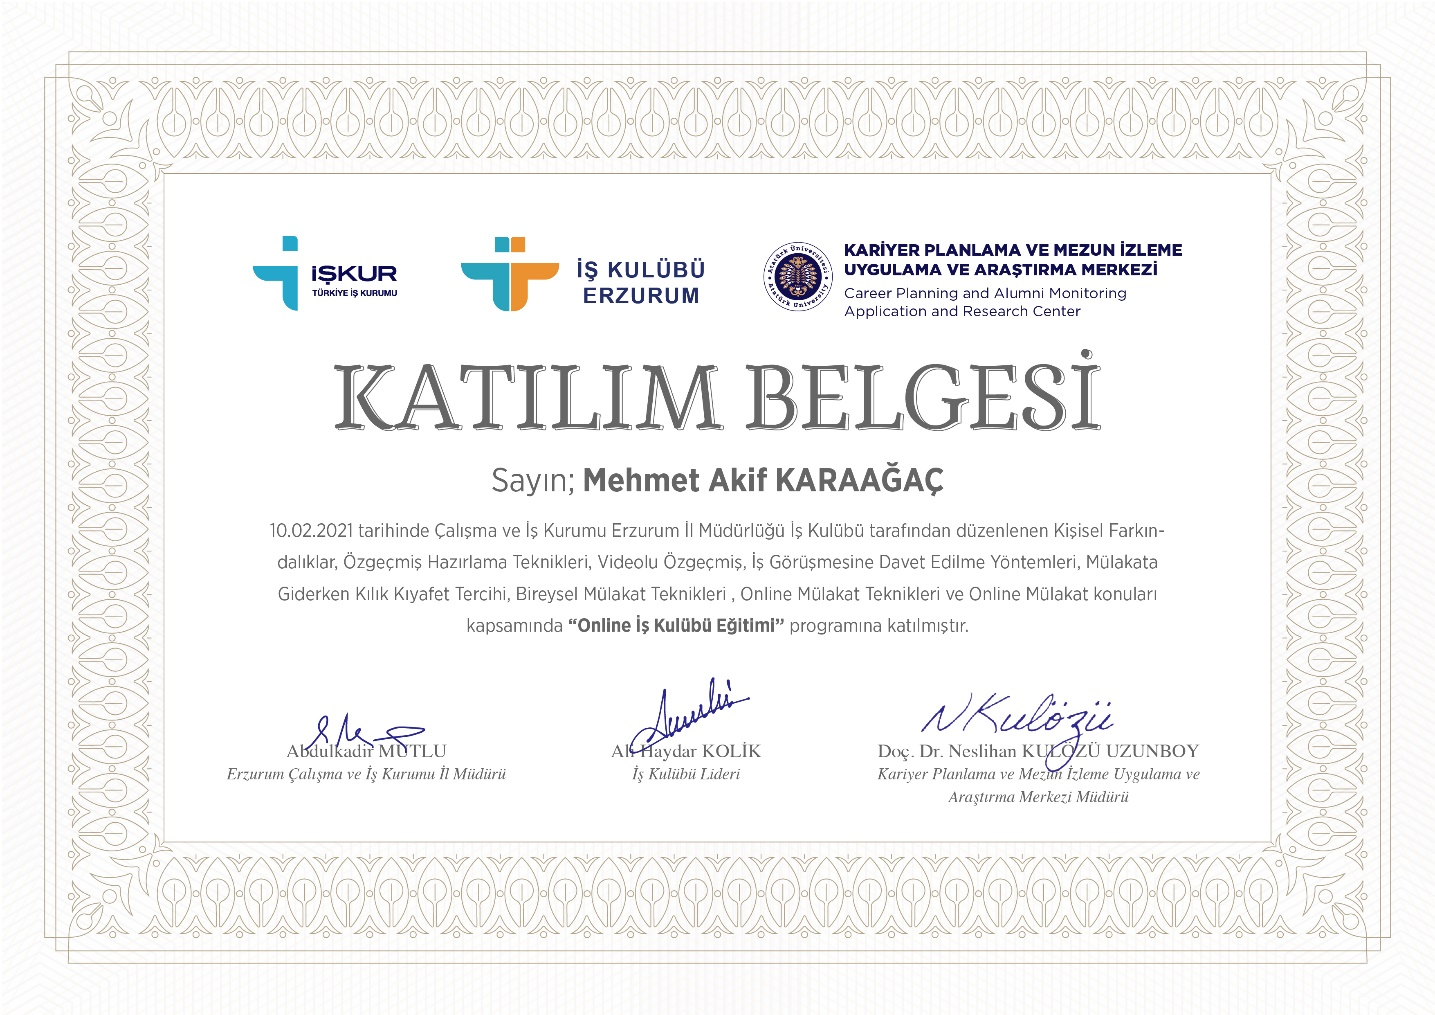 İŞKUR
TÜRKİYE İŞ KURUMU
İŞ KULÜBÜ
ERZURUM
Atatürk Üniversitesi
Atatürk University
KARİYER PLANLAMA VE MEZUN İZLEME
UYGULAMA VE ARAŞTIRMA MERKEZİ
Career Planning and Alumni Monitoring
Application and Research Center
KATILIM BELGESİ
Sayın; Mehmet Akif KARAAĞAÇ
10.02.2021 tarihinde Çalışma ve İş Kurumu Erzurum İl Müdürlüğü İş Kulübü tarafından düzenlenen Kişisel Farkın-
dalıklar, Özgeçmiş Hazırlama Teknikleri, Videolu Özgeçmiş, İş Görüşmesine Davet Edilme Yöntemleri, Mülakata
Giderken Kılık Kıyafet Tercihi, Bireysel Mülakat Teknikleri , Online Mülakat Teknikleri ve Online Mülakat konuları
kapsamında “Online İş Kulübü Eğitimi” programına katılmıştır.
NKulözü
Abdulkadir MUTLU
Erzurum Çalışma ve İş Kurumu İl Müdürü
Ali Haydar KOLİK
İş Kulübü Lideri
Doç. Dr. Neslihan KULÖZÜ UZUNBOY
Kariyer Planlama ve Mezun İzleme Uygulama ve
Araştırma Merkezi Müdürü